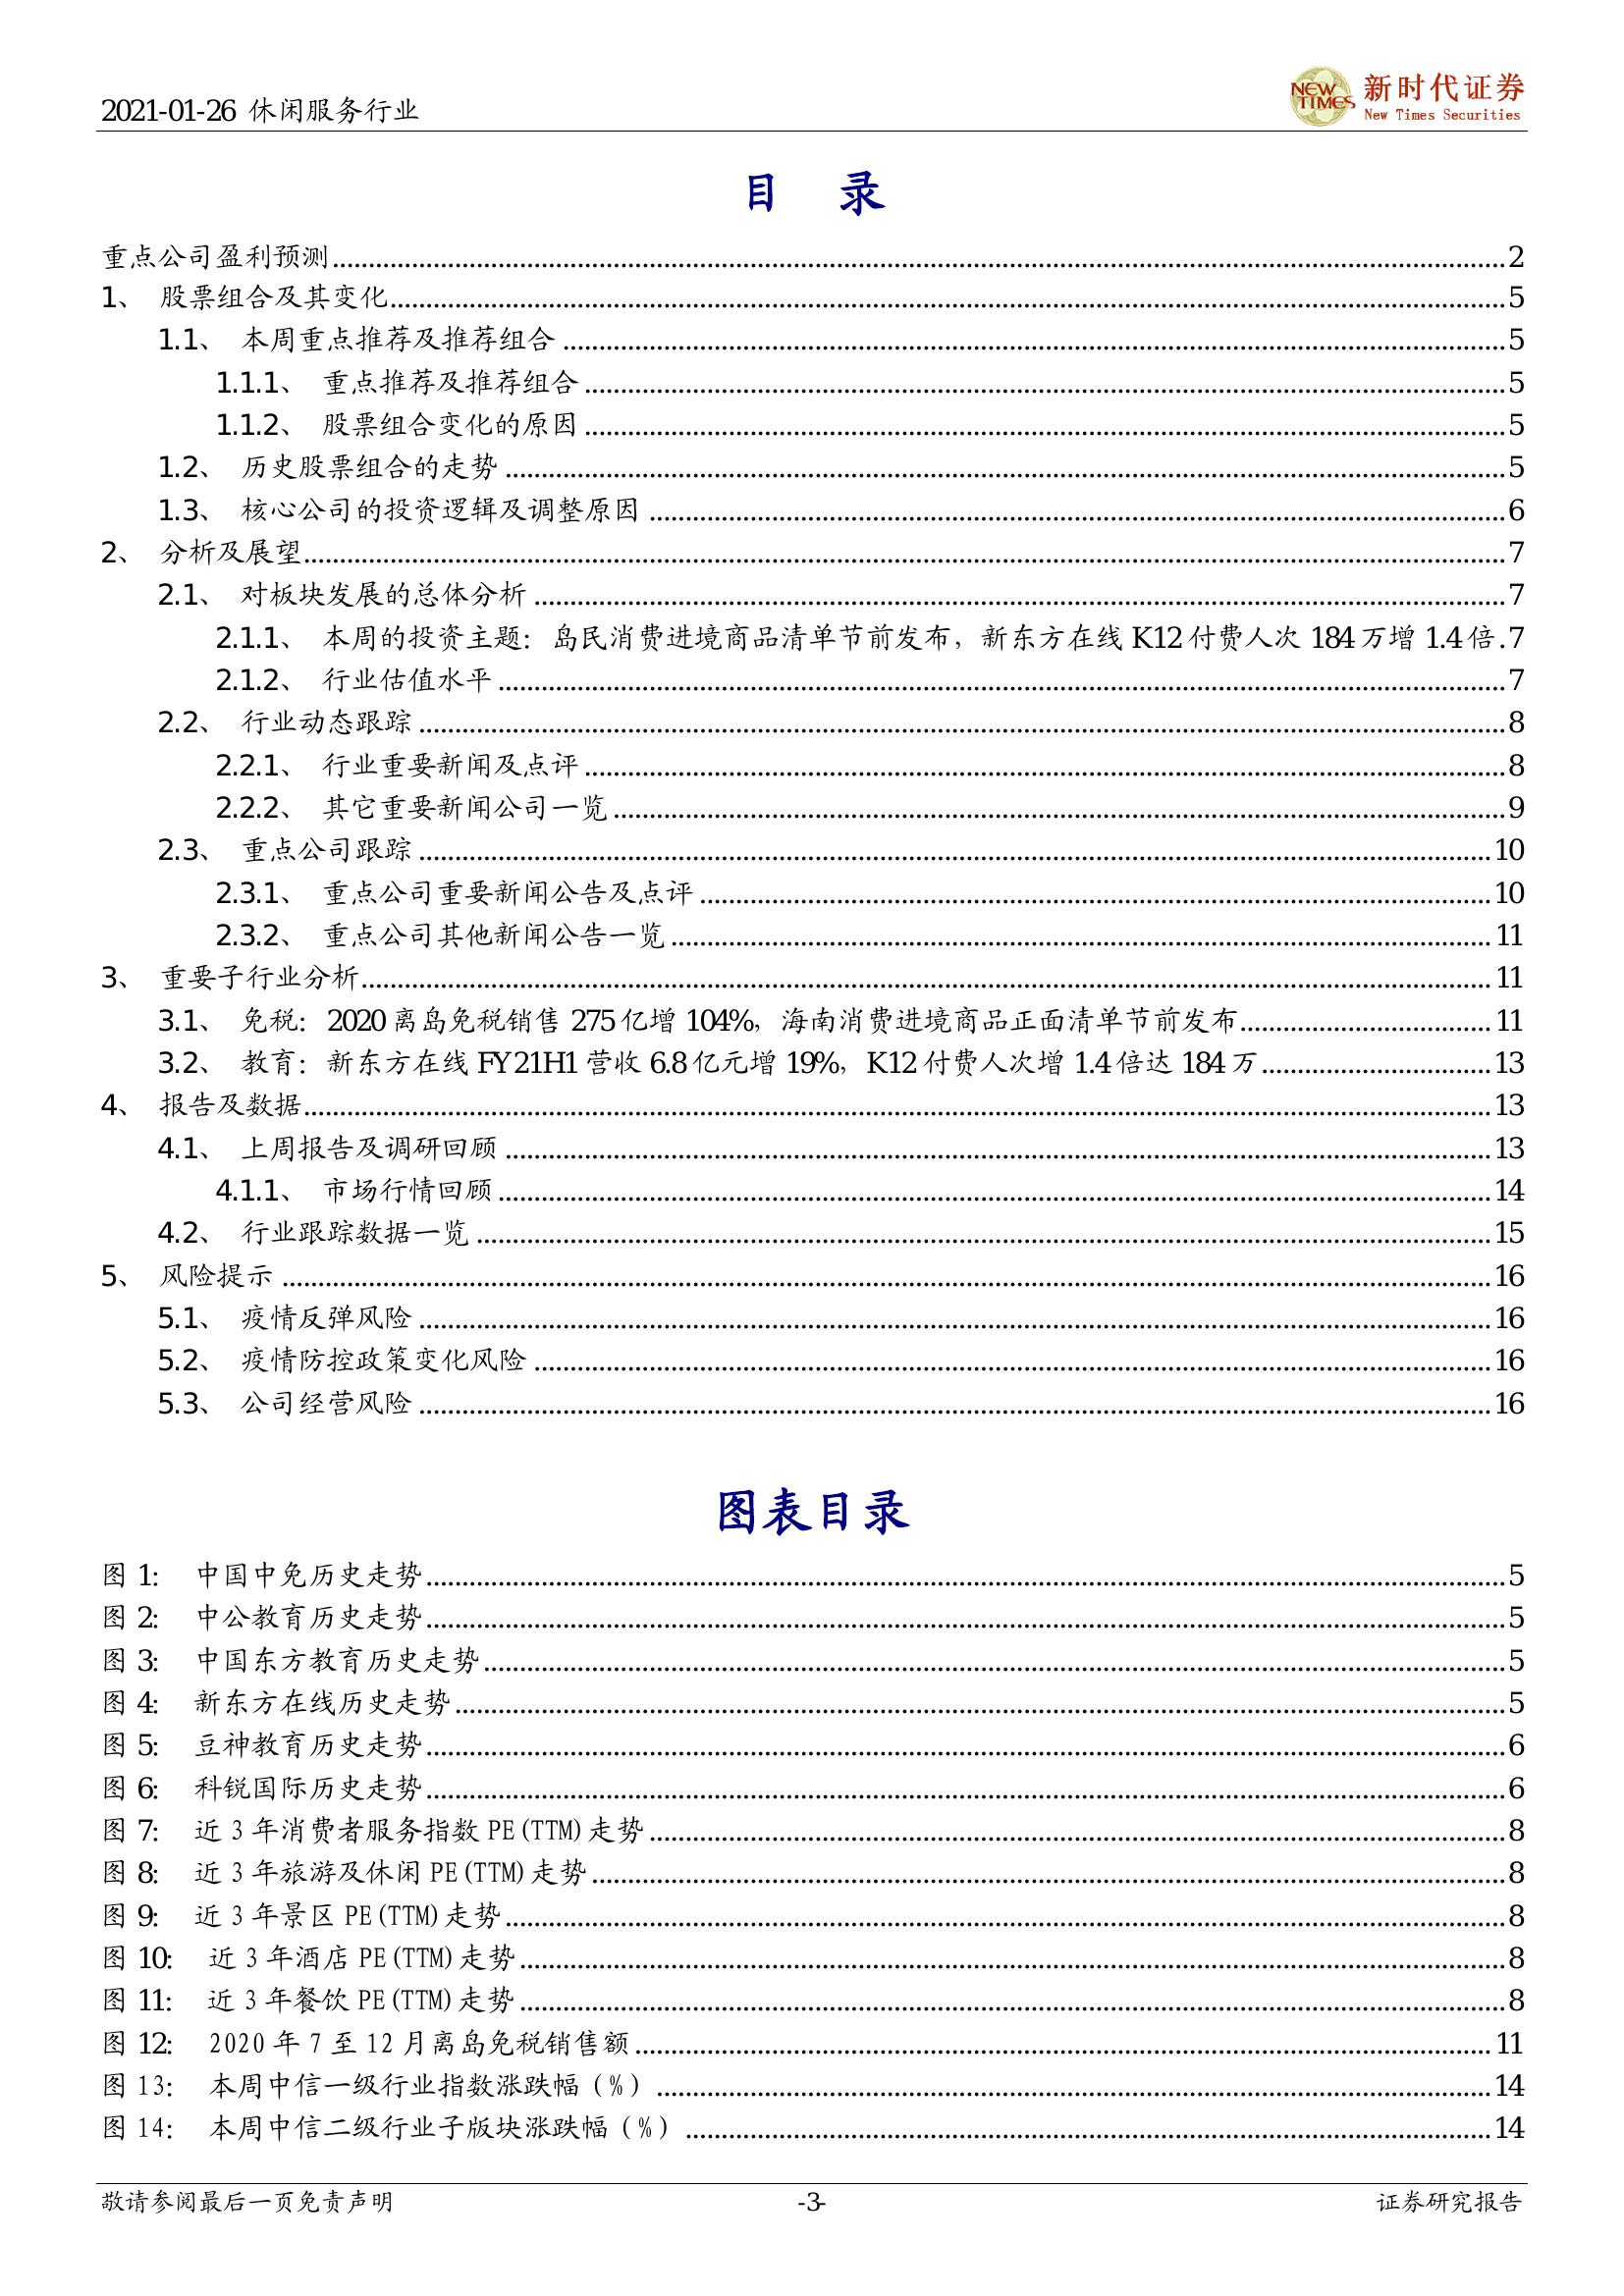 2021-01-26 休闲服务行业
NEW TIMES 新时代证券
New Times Securities
目 录
重点公司盈利预测 2
1、 股票组合及其变化 5
1.1、 本周重点推荐及推荐组合 5
1.1.1、 重点推荐及推荐组合 5
1.1.2、 股票组合变化的原因 5
1.2、 历史股票组合的走势 5
1.3、 核心公司的投资逻辑及调整原因 6
2、 分析及展望 7
2.1、 对板块发展的总体分析 7
2.1.1、 本周的投资主题：岛民消费进境商品清单节前发布，新东方在线 K12 付费人次 184 万增 1.4 倍 7
2.1.2、 行业估值水平 7
2.2、 行业动态跟踪 8
2.2.1、 行业重要新闻及点评 8
2.2.2、 其它重要新闻公司一览 9
2.3、 重点公司跟踪 10
2.3.1、 重点公司重要新闻公告及点评 10
2.3.2、 重点公司其他新闻公告一览 11
3、 重要子行业分析 11
3.1、 免税：2020 离岛免税销售 275 亿增 104%，海南消费进境商品正面清单节前发布 11
3.2、 教育：新东方在线 FY21H1 营收 6.8 亿元增 19%，K12 付费人次增 1.4 倍达 184 万 13
4、 报告及数据 13
4.1、 上周报告及调研回顾 13
4.1.1、 市场行情回顾 14
4.2、 行业跟踪数据一览 15
5、 风险提示 16
5.1、 疫情反弹风险 16
5.2、 疫情防控政策变化风险 16
5.3、 公司经营风险 16
图表目录
图 1: 中国中免历史走势 5
图 2: 中公教育历史走势 5
图 3: 中国东方教育历史走势 5
图 4: 新东方在线历史走势 5
图 5: 豆神教育历史走势 6
图 6: 科锐国际历史走势 6
图 7: 近 3 年消费者服务指数 PE(TTM)走势 8
图 8: 近 3 年旅游及休闲 PE(TTM)走势 8
图 9: 近 3 年景区 PE(TTM)走势 8
图 10: 近 3 年酒店 PE(TTM)走势 8
图 11: 近 3 年餐饮 PE(TTM)走势 8
图 12: 2020 年 7 至 12 月离岛免税销售额 11
图 13: 本周中信一级行业指数涨跌幅（%） 14
图 14: 本周中信二级行业子版块涨跌幅（%） 14
敬请参阅最后一页免责声明 -3- 证券研究报告